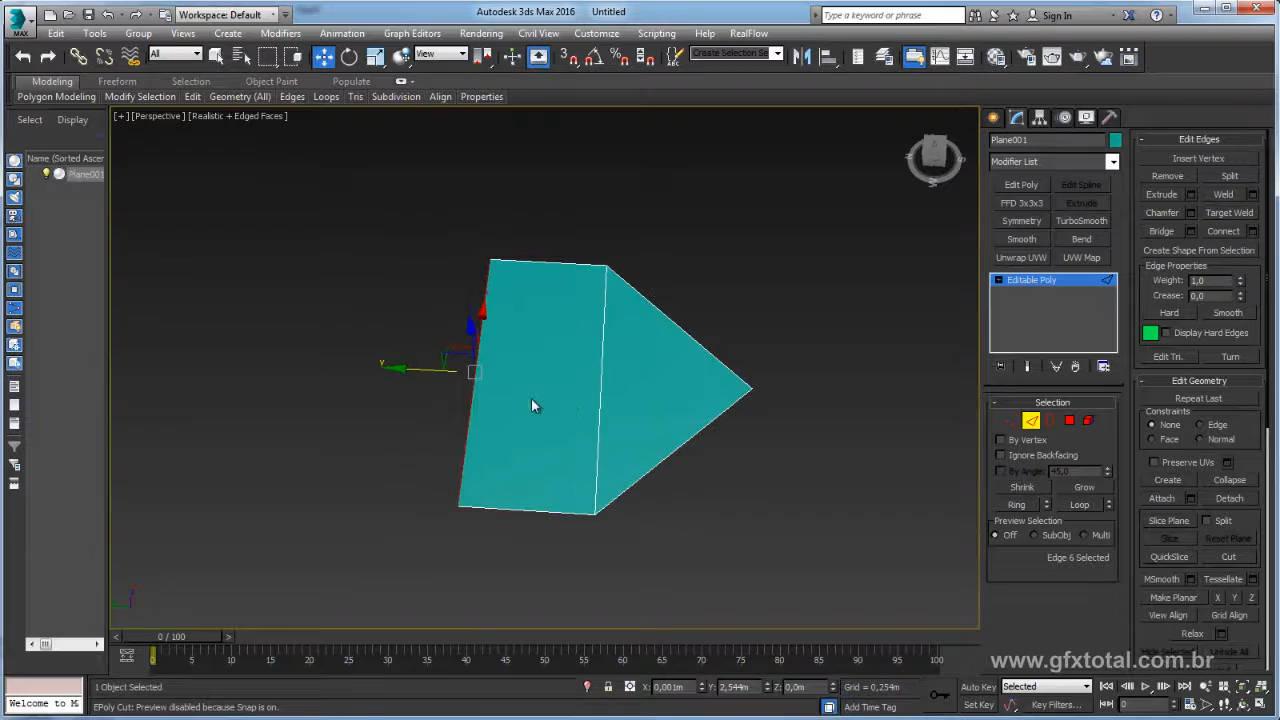 Workspace: Default
Autodesk 3ds Max 2016 Untitled
Type a keyword or phrase
Sign In
MAX
Edit Tools Group Views Create Modifiers Animation Graph Editors Rendering Civil View Customize Scripting Help RealFlow
All
View
Create Selection Se
Modeling Freeform Selection Object Paint Populate
Polygon Modeling Modify Selection Edit Geometry (All) Edges Loops Tris Subdivision Align Properties
Select Display
[+] [Perspective] [Realistic + Edged Faces]
Name (Sorted Ascen
Plane001
Plane001
Modifier List
Edit Poly Edit Spline
FFD 3x3x3 Extrude
Symmetry TurboSmooth
Smooth Bend
Unwrap UVW UVW Map
Editable Poly
Selection
By Vertex
Ignore Backfacing
By Angle: 45,0
Shrink Grow
Ring Loop
Preview Selection
Off SubObj Multi
Edge 6 Selected
Edit Edges
Insert Vertex
Remove Split
Extrude Weld
Chamfer Target Weld
Bridge Connect
Create Shape From Selection
Edge Properties
Weight: 1,0
Crease: 0,0
Hard Smooth
Display Hard Edges
Edit Tri. Turn
Edit Geometry
Repeat Last
Constraints
None Edge
Face Normal
Preserve UVs
Create Collapse
Attach Detach
Slice Plane Split
Slice Reset Plane
QuickSlice Cut
MSmooth Tessellate
Make Planar X Y Z
View Align Grid Align
Relax
Hide Selected Unhide All
y
0 / 100
0 5 10 15 20 25 30 35 40 45 50 55 60 65 70 75 80 85 90 95 100
www.gfxtotal.com.br
1 Object Selected
X: 0,001m Y: 2,544m Z: 0,0m Grid = 0,254m
Auto Key Selected
Welcome to M
EPoly Cut: Preview disabled because Snap is on.
Add Time Tag
Set Key Key Filters...
0